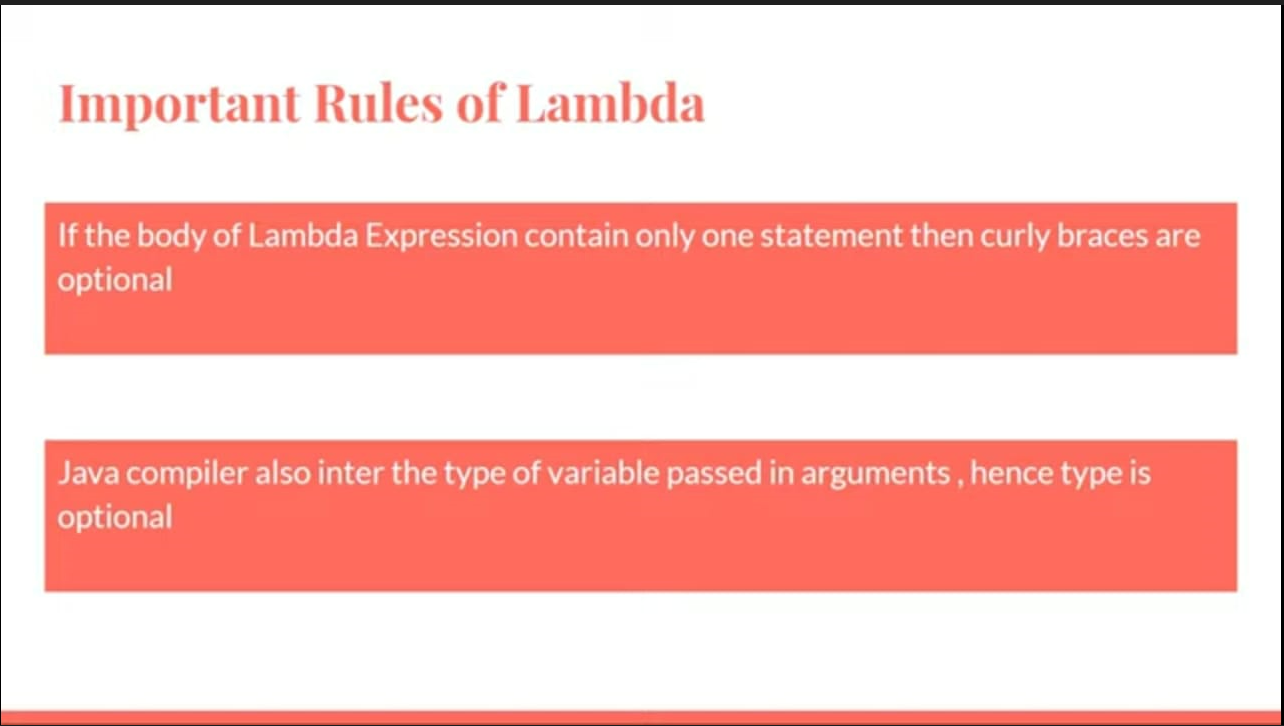 Important Rules of Lambda
If the body of Lambda Expression contain only one statement then curly braces are
optional
Java compiler also inter the type of variable passed in arguments , hence type is
optional